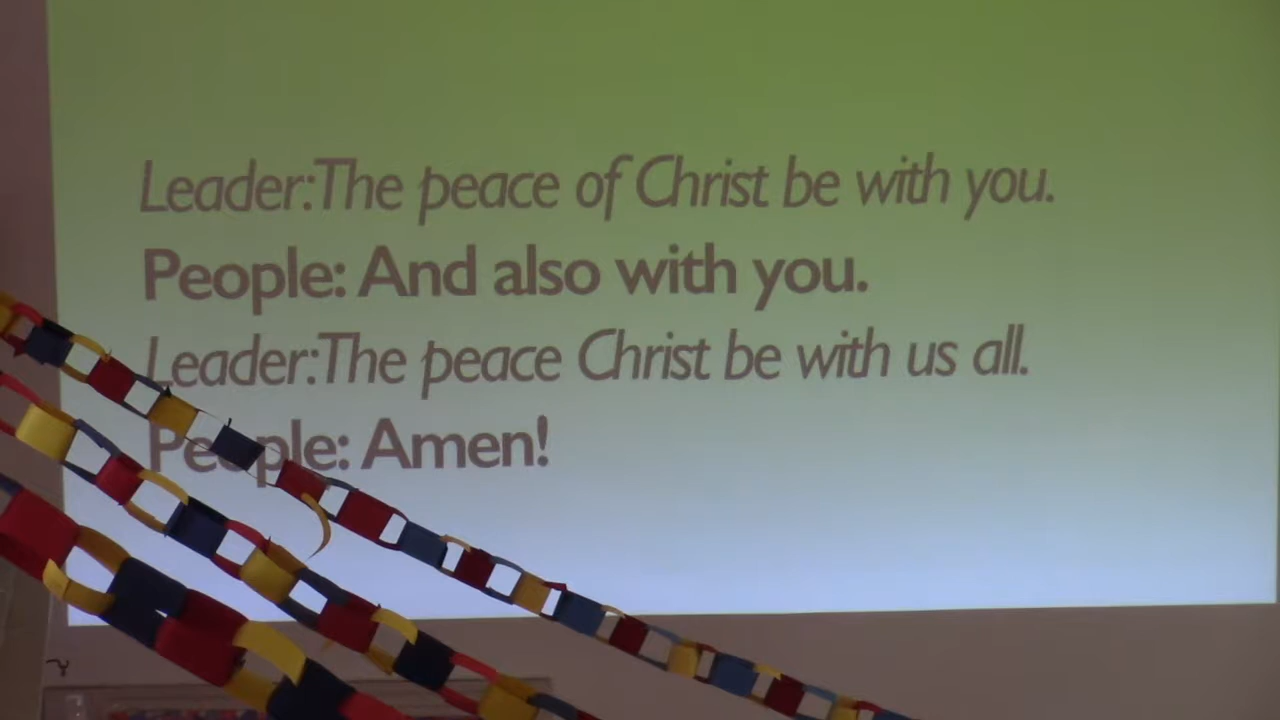 Leader:The peace of Christ be with you.
People: And also with you.
Leader:The peace Christ be with us all.
People: Amen!